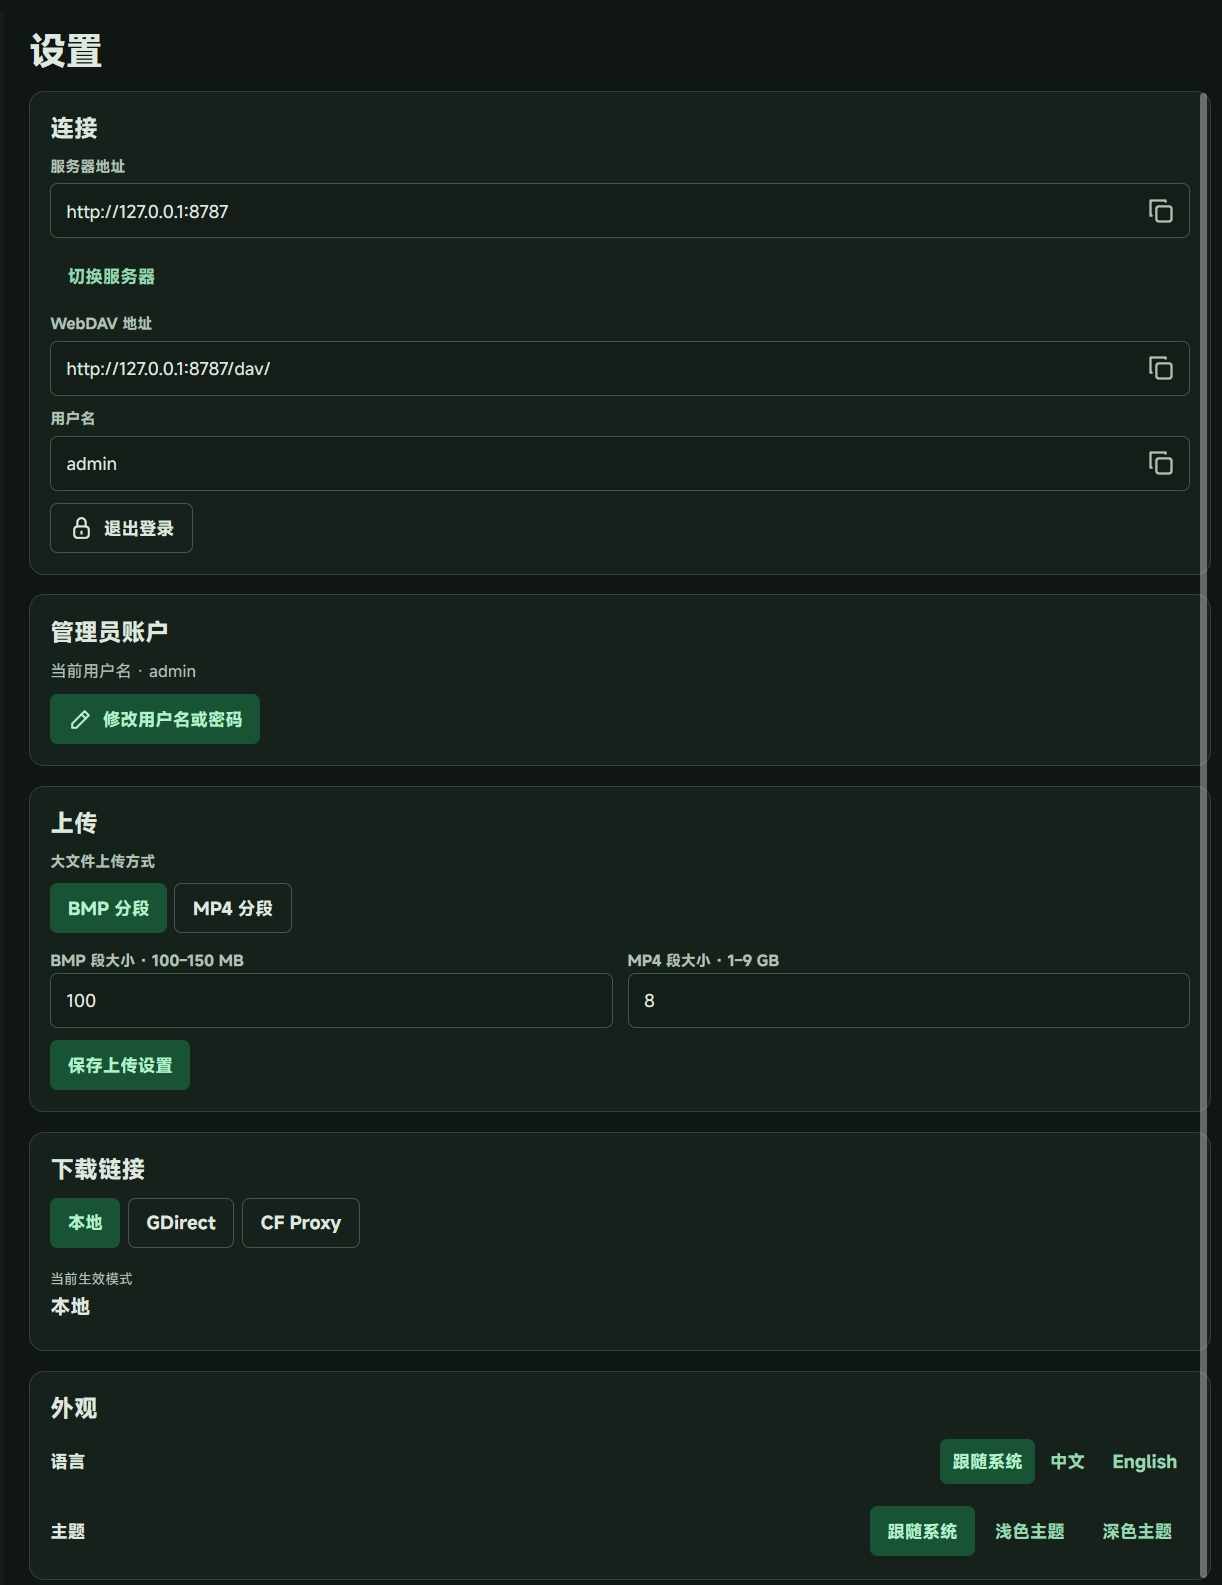 设置
连接
服务器地址
http://127.0.0.1:8787
切换服务器
WebDAV 地址
http://127.0.0.1:8787/dav/
用户名
admin
退出登录
管理员账户
当前用户名 · admin
修改用户名或密码
上传
大文件上传方式
BMP 分段 MP4 分段
BMP 段大小 · 100–150 MB MP4 段大小 · 1–9 GB
100 8
保存上传设置
下载链接
本地 GDirect CF Proxy
当前生效模式
本地
外观
语言 跟随系统 中文 English
主题 跟随系统 浅色主题 深色主题